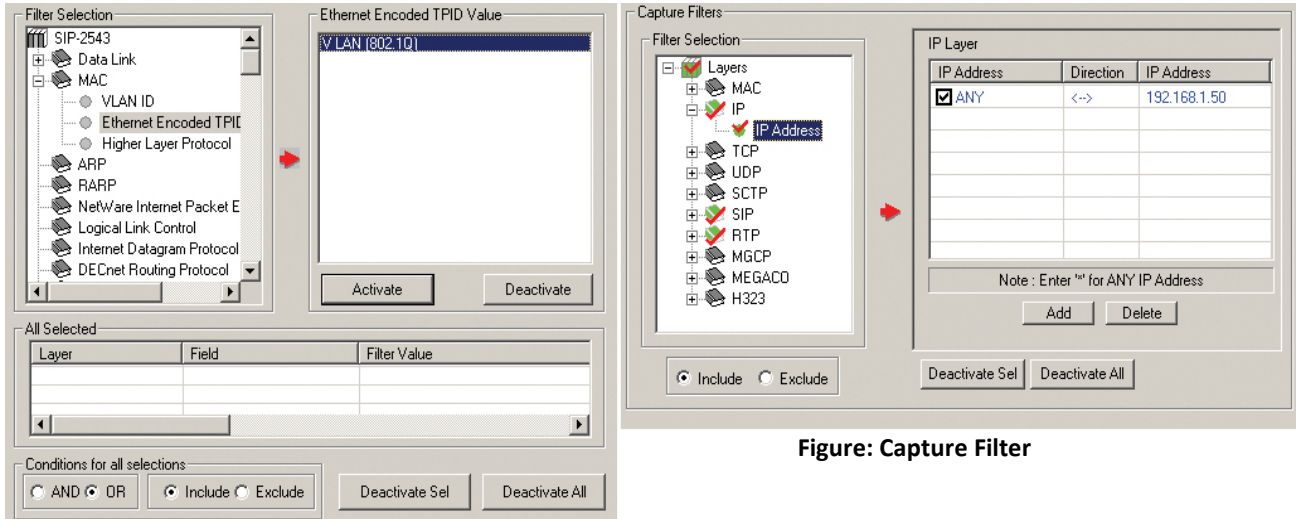 Filter Selection
SIP-2543
Data Link
MAC
VLAN ID
Ethernet Encoded TPID
Higher Layer Protocol
ARP
RARP
NetWare Internet Packet E
Logical Link Control
Internet Datagram Protocol
DECnet Routing Protocol
Ethernet Encoded TPID Value
V LAN (802.1Q)
Activate
Deactivate
All Selected
Layer Field Filter Value
Conditions for all selections
AND OR
Include Exclude
Deactivate Sel
Deactivate All
Capture Filters
Filter Selection
Layers
MAC
IP
IP Address
TCP
UDP
SCTP
SIP
RTP
MGCP
MEGACO
H323
Include Exclude
IP Layer
IP Address Direction IP Address
ANY <--> 192.168.1.50
Note : Enter '*' for ANY IP Address
Add
Delete
Deactivate Sel
Deactivate All
Figure: Capture Filter